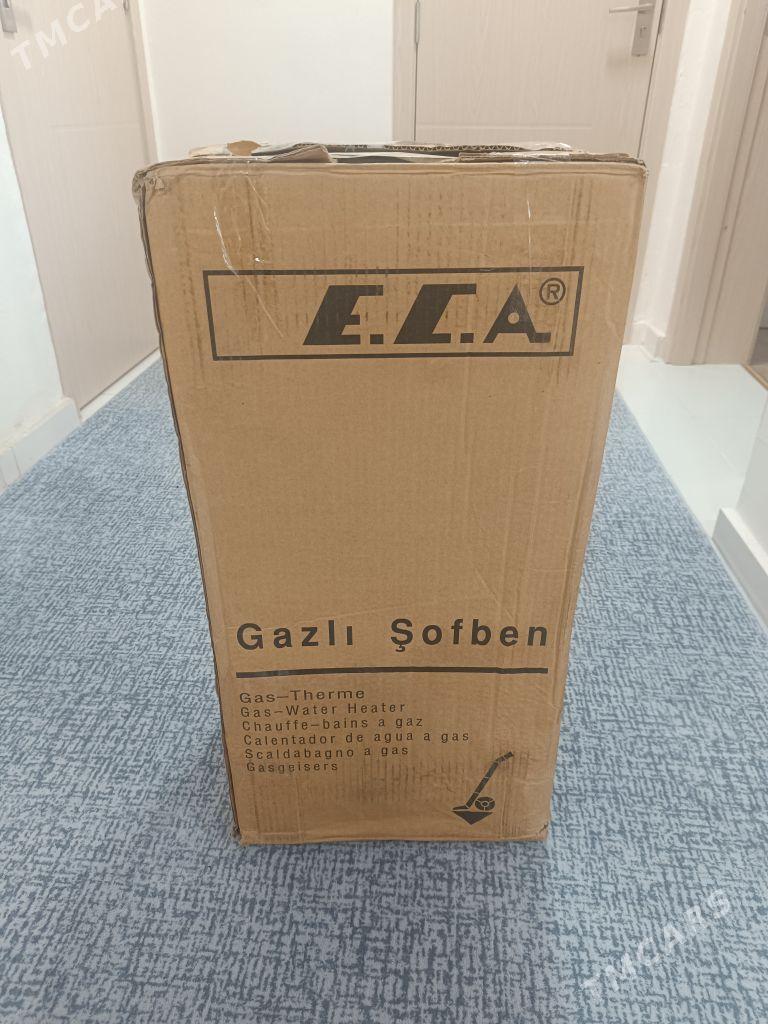 TMCARS
E.C.A.®
Gazlı Şofben
Gas-Therme
Gas-Water Heater
Chauffe-bains a gaz
Calentador de agua a gas
Scaldabagno a gas
Gasgeisers
TMCARS